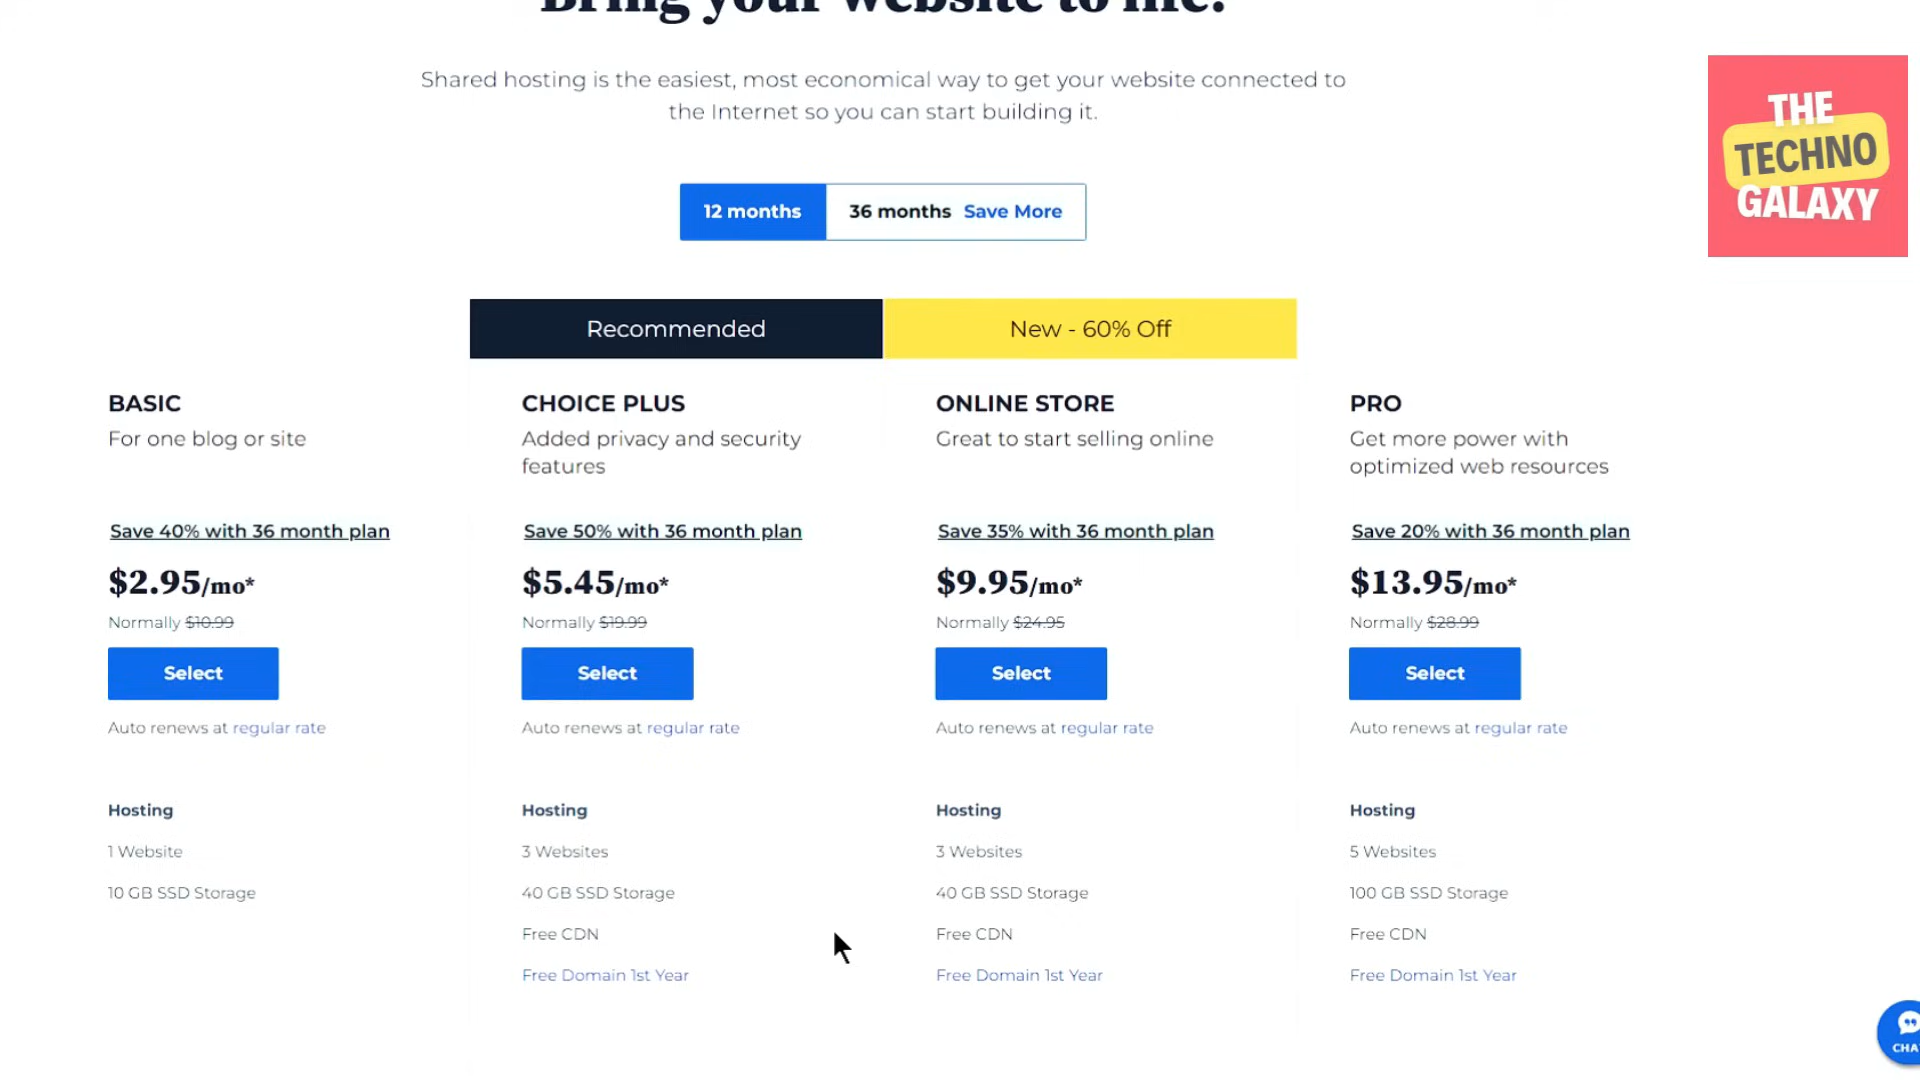 Bring your website to life.
Shared hosting is the easiest, most economical way to get your website connected to
the Internet so you can start building it.
THE
TECHNO
GALAXY
12 months
36 months Save More
Recommended
New - 60% Off
BASIC
For one blog or site
Save 40% with 36 month plan
$2.95/mo*
Normally $10.99
Select
Auto renews at regular rate
Hosting
1 Website
10 GB SSD Storage
CHOICE PLUS
Added privacy and security
features
Save 50% with 36 month plan
$5.45/mo*
Normally $19.99
Select
Auto renews at regular rate
Hosting
3 Websites
40 GB SSD Storage
Free CDN
Free Domain 1st Year
ONLINE STORE
Great to start selling online
Save 35% with 36 month plan
$9.95/mo*
Normally $24.95
Select
Auto renews at regular rate
Hosting
3 Websites
40 GB SSD Storage
Free CDN
Free Domain 1st Year
PRO
Get more power with
optimized web resources
Save 20% with 36 month plan
$13.95/mo*
Normally $28.99
Select
Auto renews at regular rate
Hosting
5 Websites
100 GB SSD Storage
Free CDN
Free Domain 1st Year
CHA